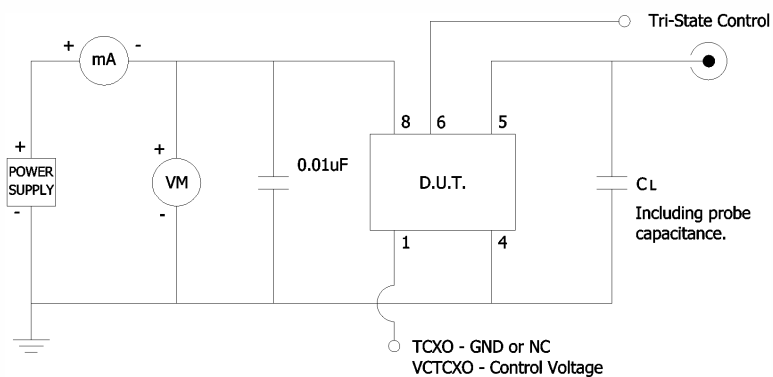 Tri-State Control
+
-
mA
8
6
5
+
POWER
SUPPLY
-
+
VM
-
0.01uF
D.U.T.
CL
Including probe
capacitance.
1
4
TCXO - GND or NC
VCTCXO - Control Voltage